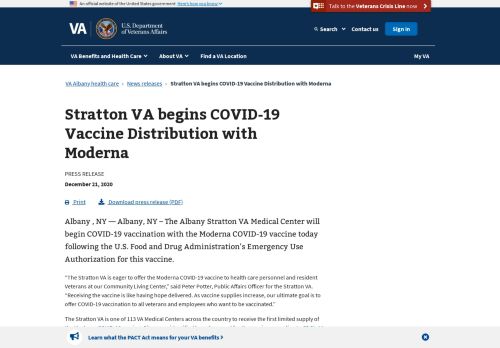 An official website of the United States government Here's how you know
Talk to the Veterans Crisis Line now
VA
U.S. Department
of Veterans Affairs
Search
Contact us
Sign in
VA Benefits and Health Care
About VA
Find a VA Location
My VA
VA Albany health care › News releases › Stratton VA begins COVID-19 Vaccine Distribution with Moderna
Stratton VA begins COVID-19
Vaccine Distribution with
Moderna
PRESS RELEASE
December 21, 2020
Print
Download press release (PDF)
Albany , NY — Albany, NY – The Albany Stratton VA Medical Center will
begin COVID-19 vaccination with the Moderna COVID-19 vaccine today
following the U.S. Food and Drug Administration's Emergency Use
Authorization for this vaccine.
"The Stratton VA is eager to offer the Moderna COVID-19 vaccine to health care personnel and resident
Veterans at our Community Living Center," said Peter Potter, Public Affairs Officer for the Stratton VA.
"Receiving the vaccine is like having hope delivered. As vaccine supplies increase, our ultimate goal is to
offer COVID-19 vaccination to all veterans and employees who want to be vaccinated."
The Stratton VA is one of 113 VA Medical Centers across the country to receive the first limited supply of
Learn what the PACT Act means for your VA benefits